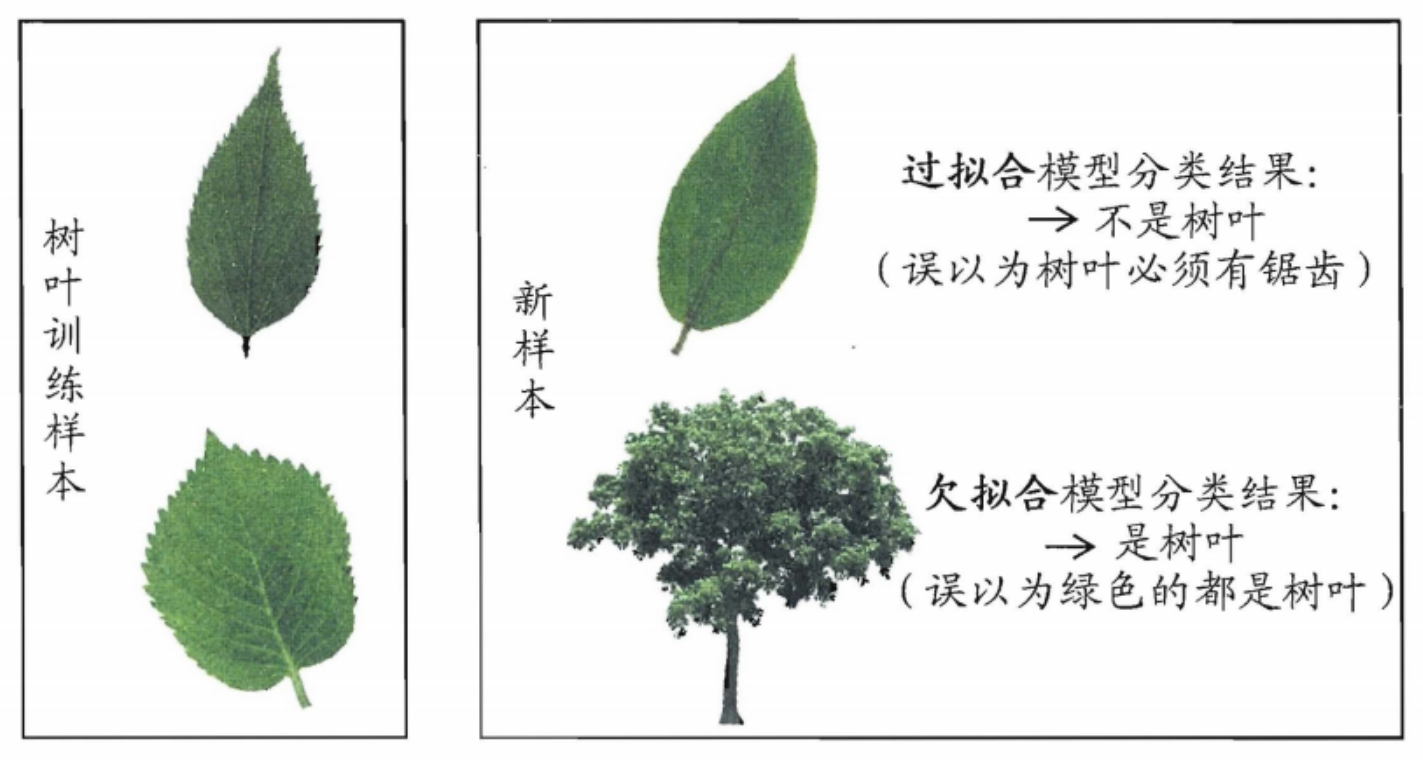 树叶训练样本
新样本
过拟合模型分类结果:
→ 不是树叶
(误以为树叶必须有锯齿)
欠拟合模型分类结果:
→ 是树叶
(误以为绿色的都是树叶)